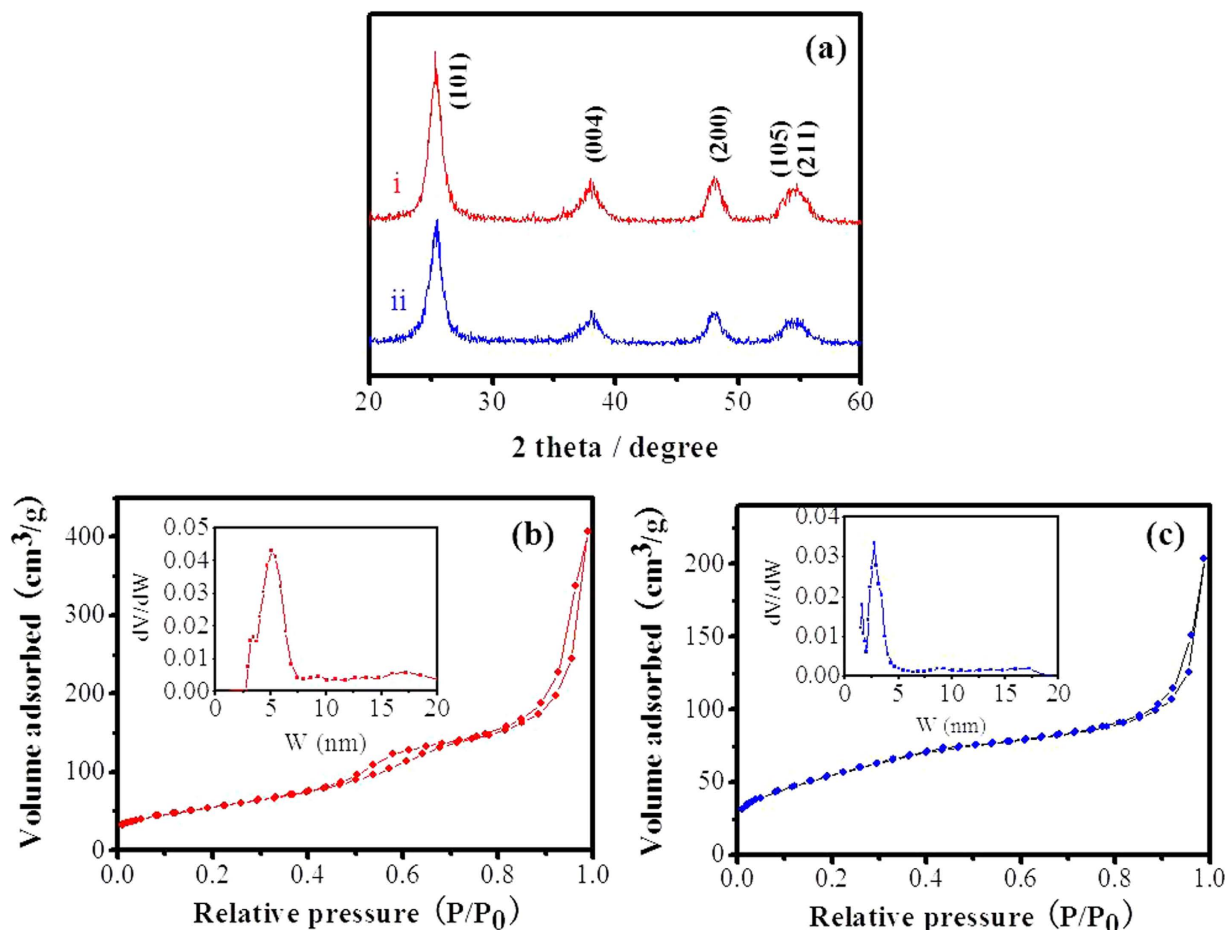 (a)
(101)
(004)
(200)
(105)
(211)
i
ii
20 30 40 50 60
2 theta / degree
(b)
Volume adsorbed (cm³/g)
400
300
200
100
0
0.0 0.2 0.4 0.6 0.8 1.0
Relative pressure (P/P₀)
dV/dW
0.05
0.04
0.03
0.02
0.01
0.00
0 5 10 15 20
W (nm)
(c)
Volume adsorbed (cm³/g)
200
150
100
50
0
0.0 0.2 0.4 0.6 0.8 1.0
Relative pressure (P/P₀)
dV/dW
0.04
0.03
0.02
0.01
0.00
0 5 10 15 20
W (nm)